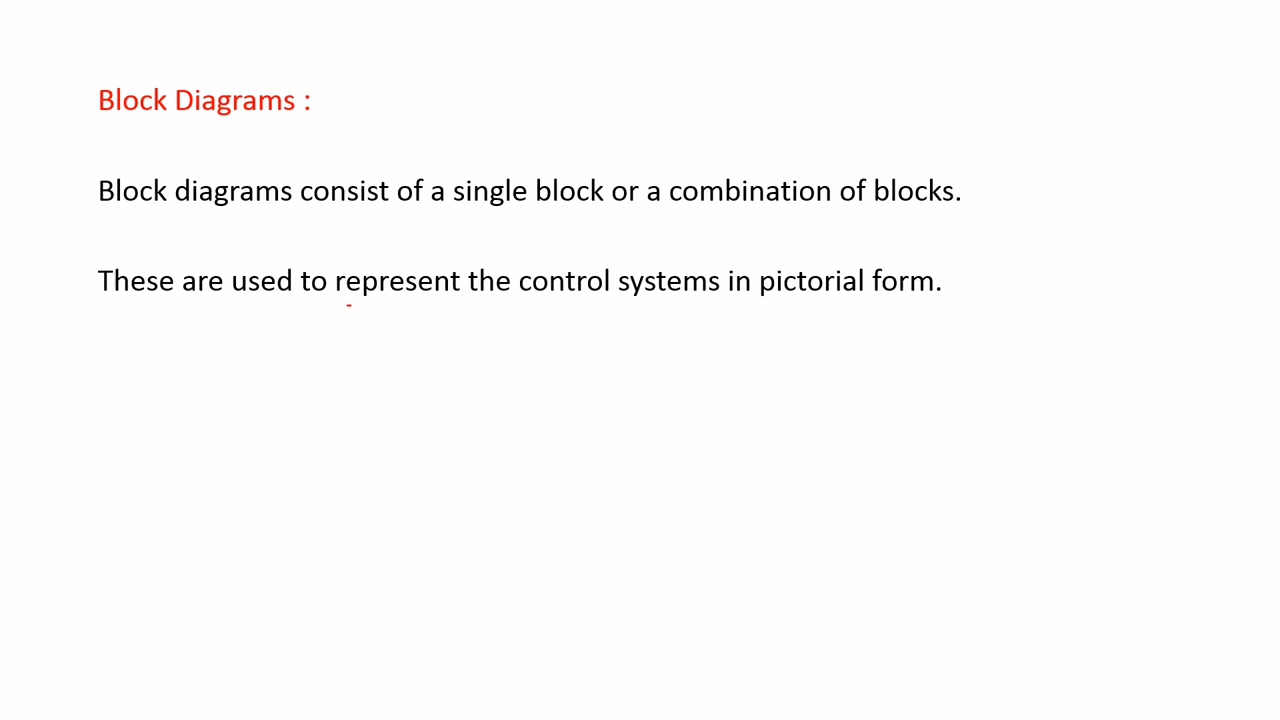 Block Diagrams :
Block diagrams consist of a single block or a combination of blocks.
These are used to represent the control systems in pictorial form.